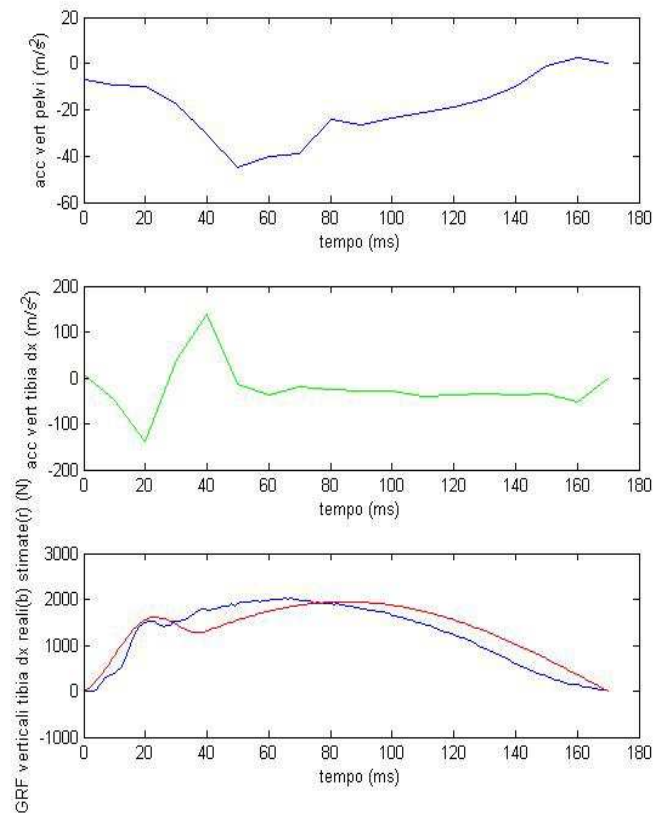 20
0
-20
-40
-60
acc vert pelvi (m/s²)
0 20 40 60 80 100 120 140 160 180
tempo (ms)
200
100
0
-100
-200
acc vert tibia dx (m/s²)
0 20 40 60 80 100 120 140 160 180
tempo (ms)
3000
2000
1000
0
-1000
GRF verticali tibia dx reali(b) stimate(r) (N)
0 20 40 60 80 100 120 140 160 180
tempo (ms)